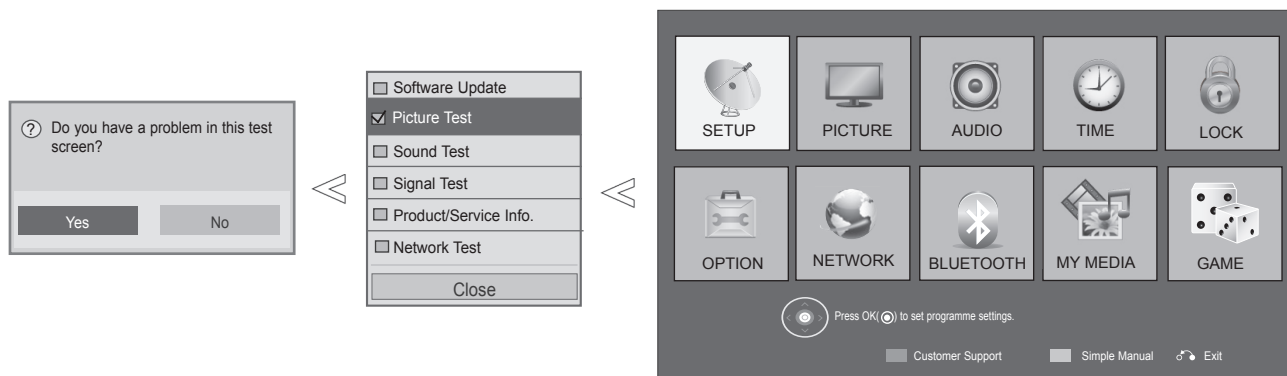 Do you have a problem in this test
screen?
Yes
No
Software Update
Picture Test
Sound Test
Signal Test
Product/Service Info.
Network Test
Close
SETUP
PICTURE
AUDIO
TIME
LOCK
OPTION
NETWORK
BLUETOOTH
MY MEDIA
GAME
Press OK( ) to set programme settings.
Customer Support
Simple Manual
Exit